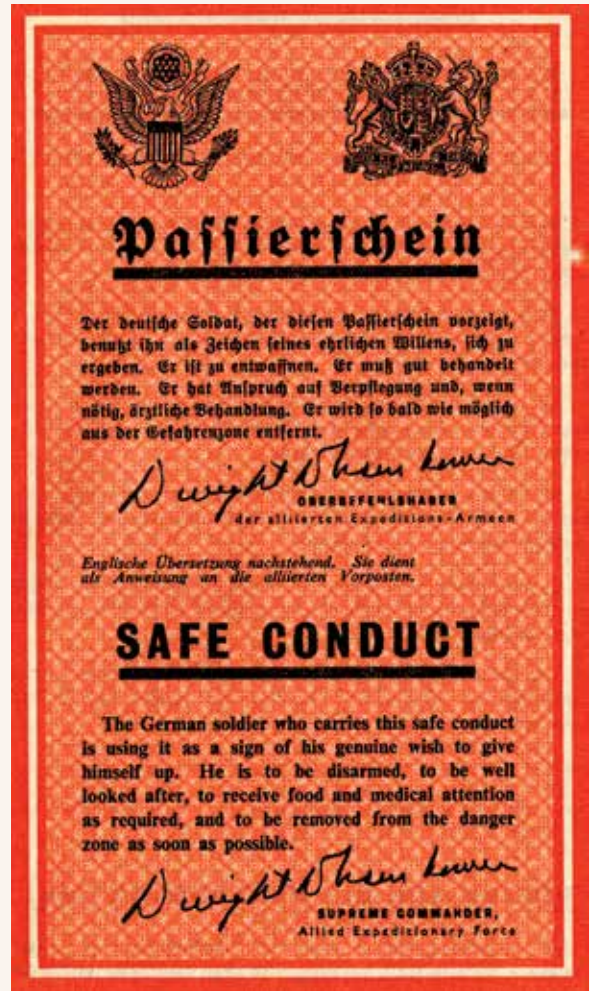 Passierschein
Der deutsche Soldat, der diesen Passierschein vorzeigt,
benutzt ihn als Zeichen seines ehrlichen Willens, sich zu
ergeben. Er ist zu entwaffnen. Er muß gut behandelt
werden. Er hat Anspruch auf Verpflegung und, wenn
nötig, ärztliche Behandlung. Er wird so bald wie möglich
aus der Gefahrenzone entfernt.
Dwight D Eisenhower
OBERBEFEHLSHABER
der alliierten Expeditions-Armeen
Englische Übersetzung nachstehend. Sie dient
als Anweisung an die alliierten Vorposten.
SAFE CONDUCT
The German soldier who carries this safe conduct
is using it as a sign of his genuine wish to give
himself up. He is to be disarmed, to be well
looked after, to receive food and medical attention
as required, and to be removed from the danger
zone as soon as possible.
Dwight D Eisenhower
SUPREME COMMANDER,
Allied Expeditionary Force